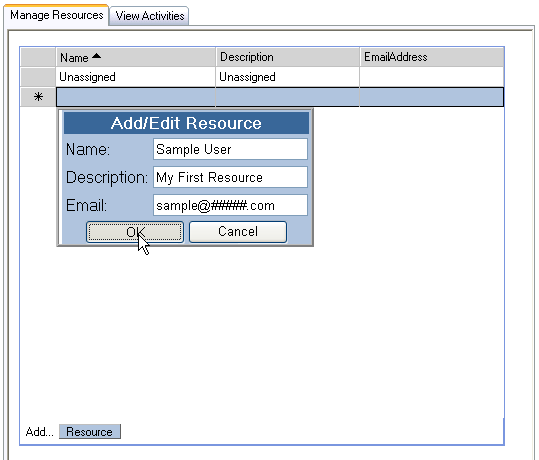 Manage Resources View Activities
Name Description EmailAddress
Unassigned Unassigned
Add/Edit Resource
Name: Sample User
Description: My First Resource
Email: sample@#####.com
OK Cancel
Add... Resource